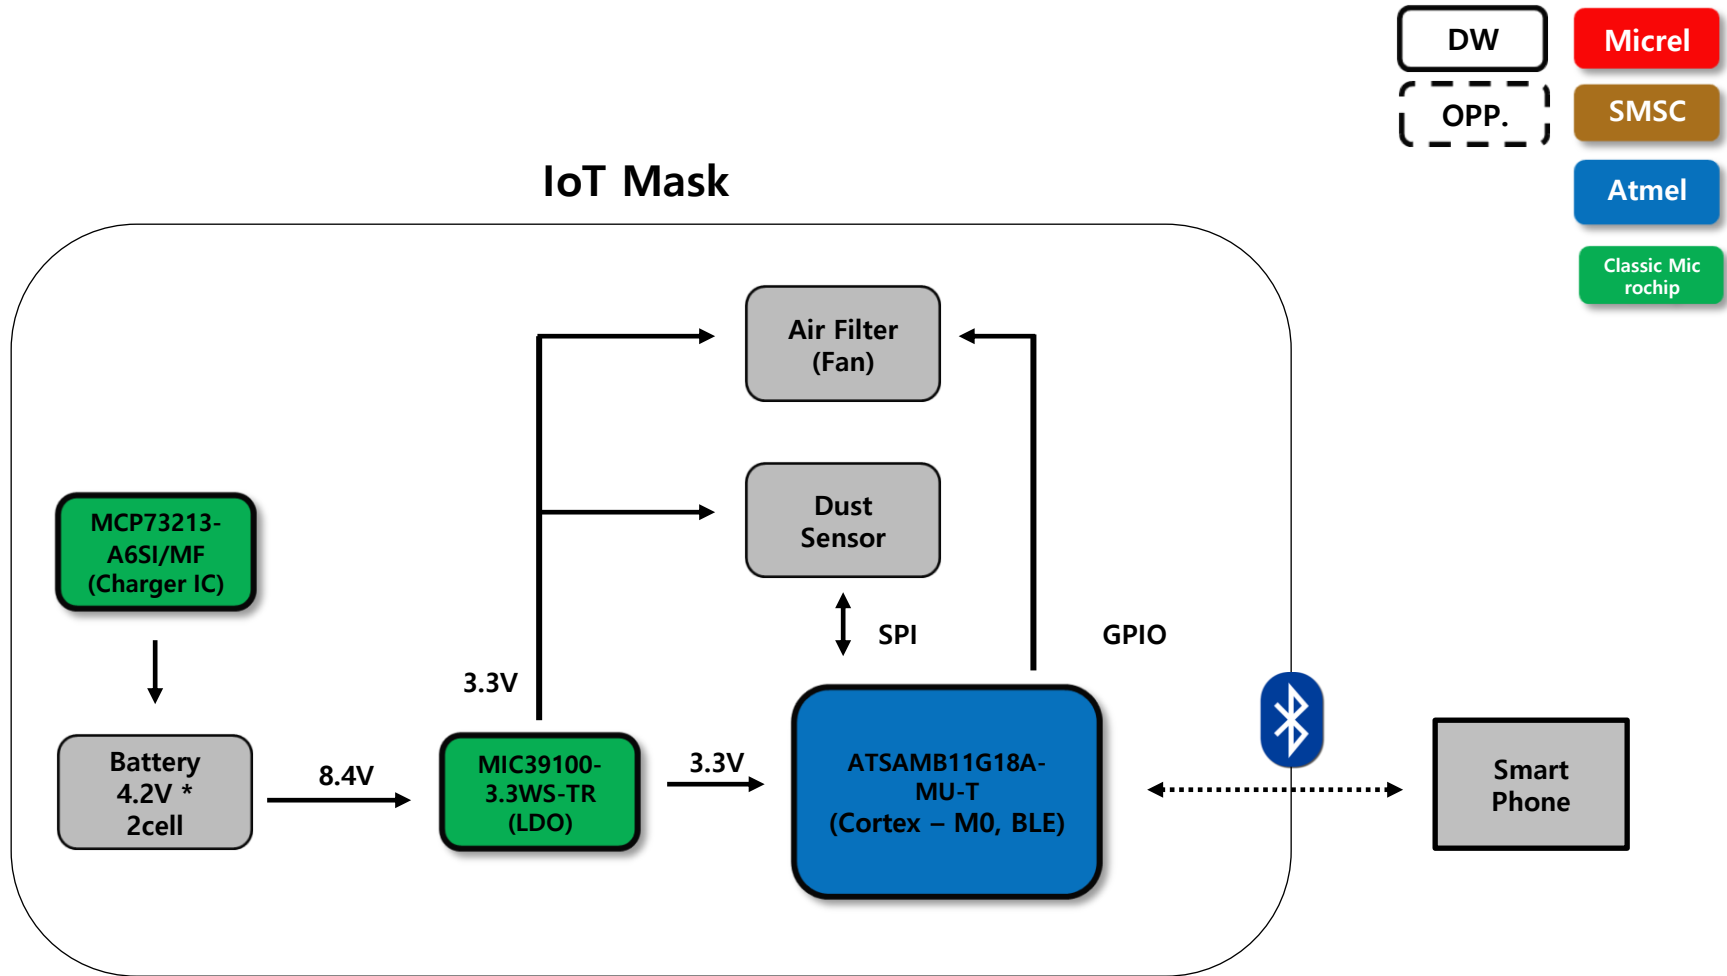 DW
Micrel
OPP.
SMSC
Atmel
Classic Mic
rochip
IoT Mask
Air Filter
(Fan)
Dust
Sensor
MCP73213-
A6SI/MF
(Charger IC)
SPI
GPIO
3.3V
Battery
4.2V *
2cell
8.4V
MIC39100-
3.3WS-TR
(LDO)
3.3V
ATSAMB11G18A-
MU-T
(Cortex – M0, BLE)
Smart
Phone